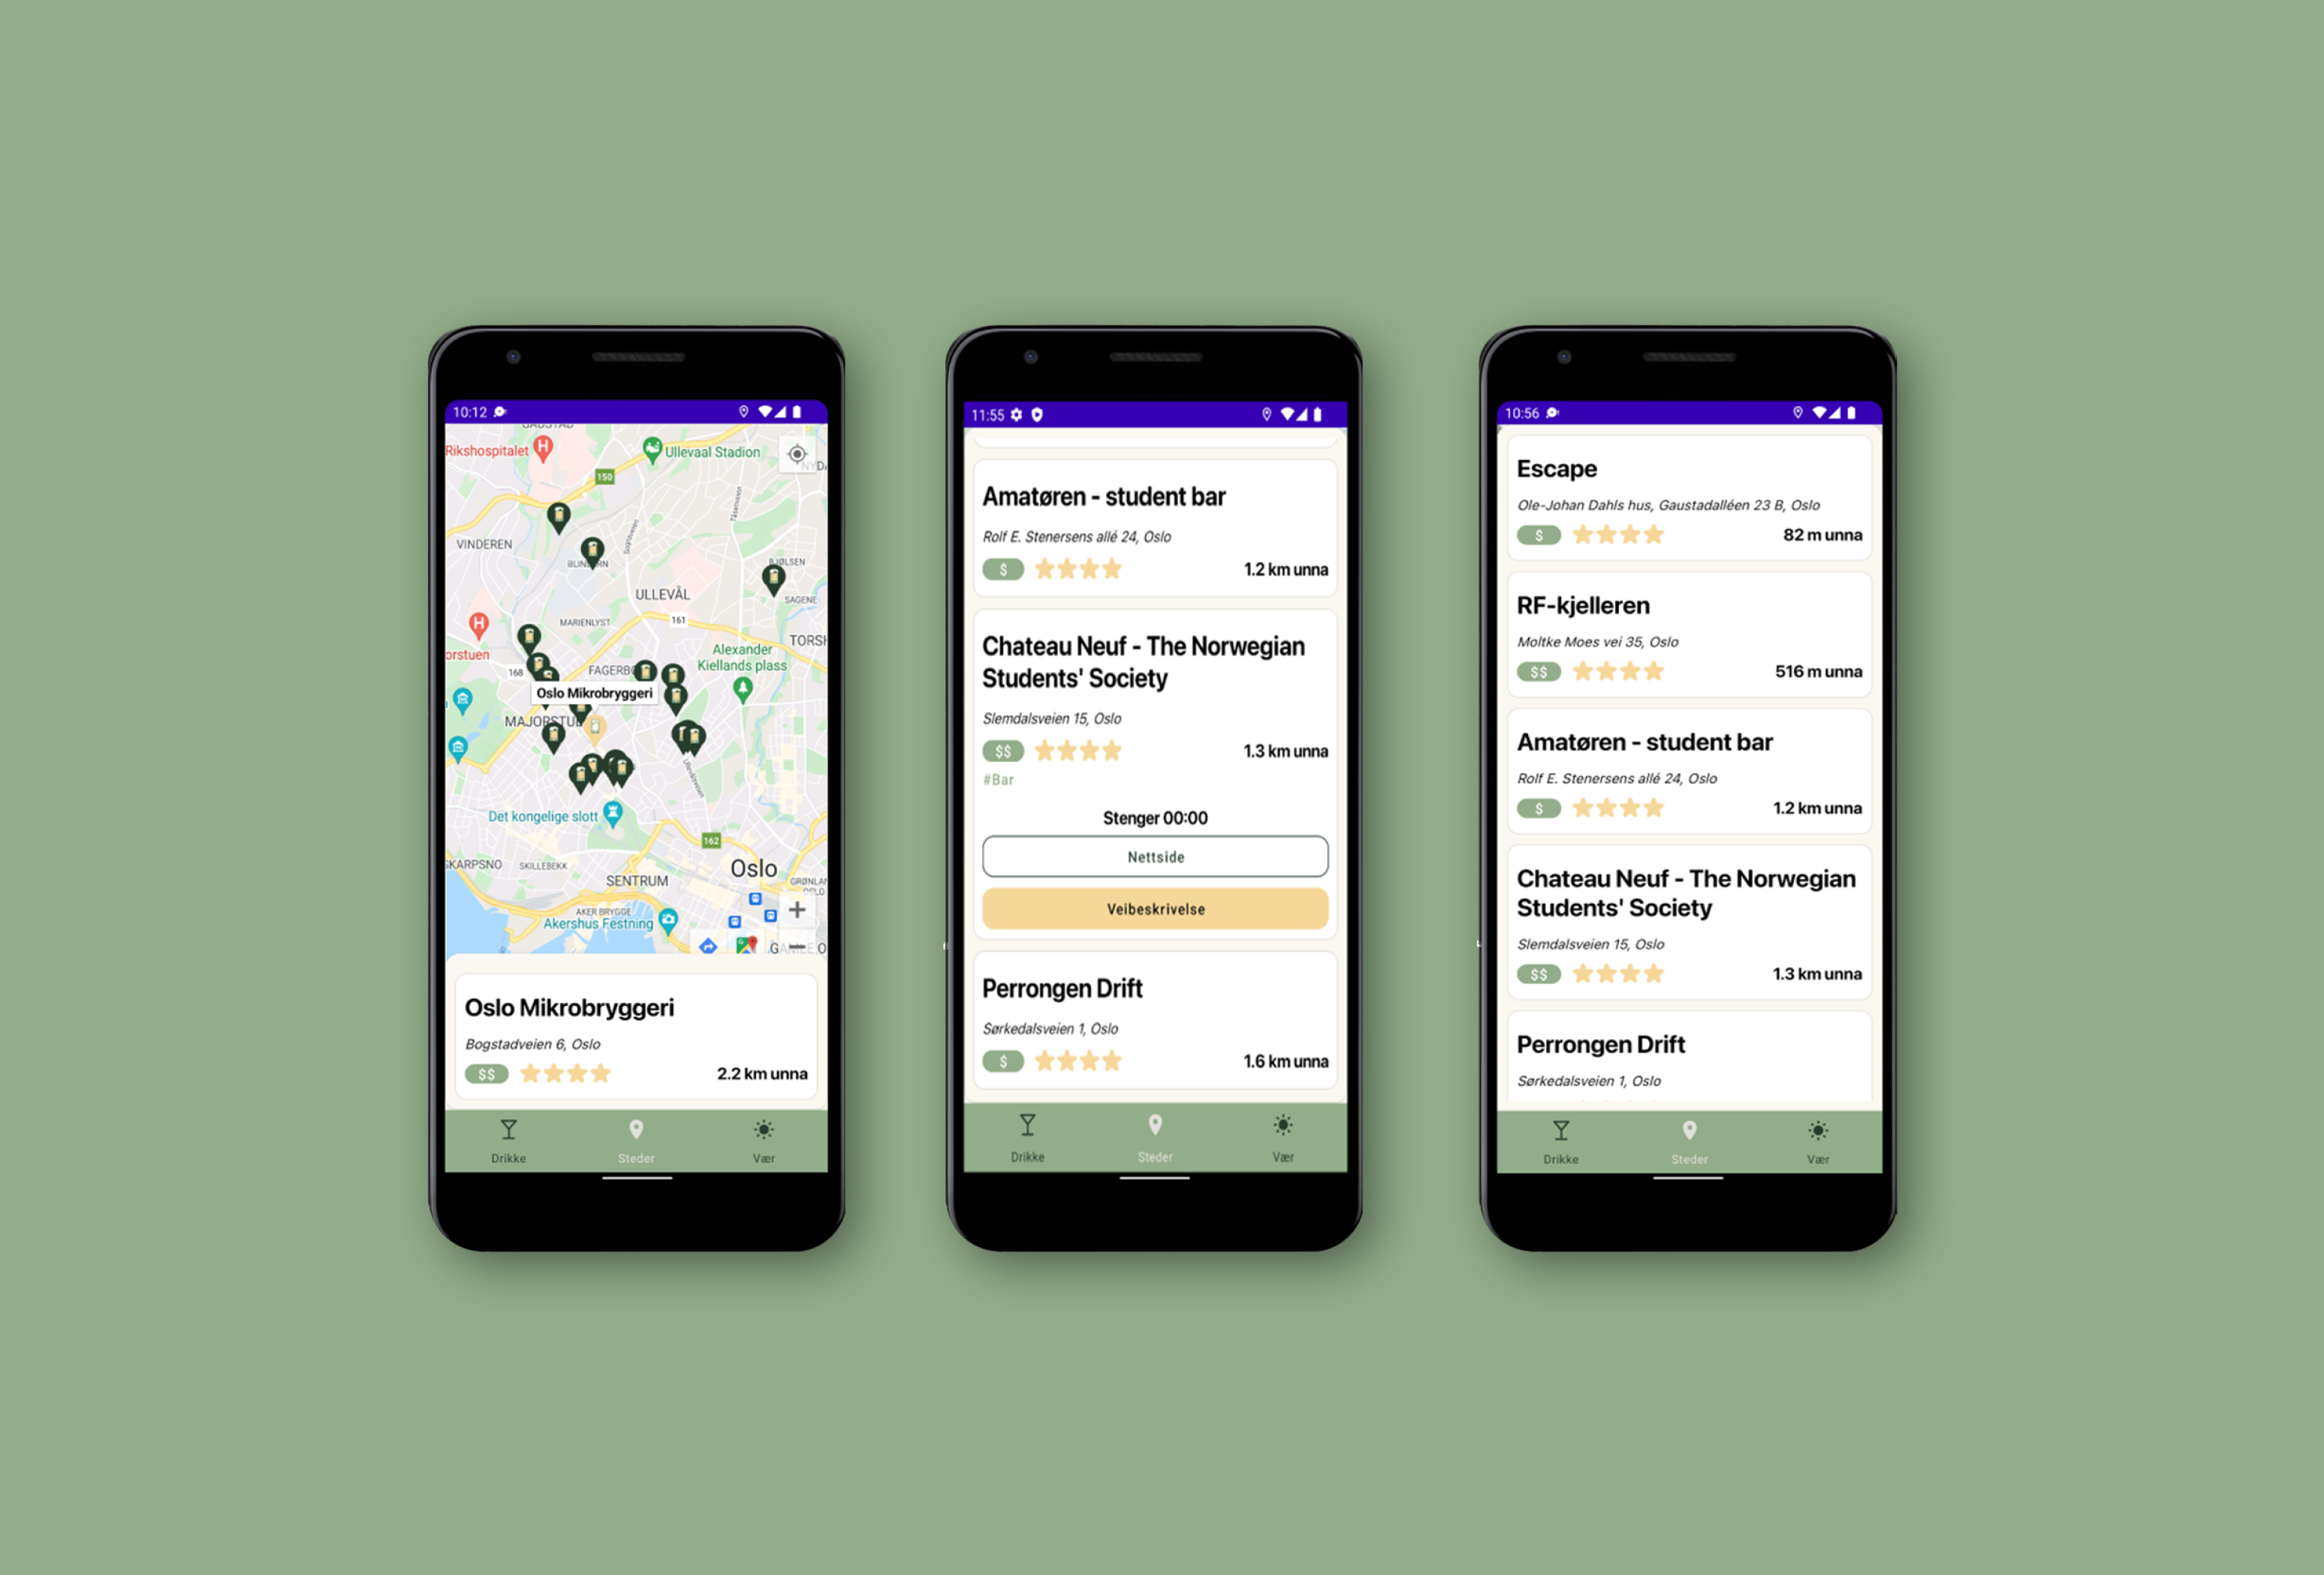 10:12
GAUSTAD
Rikshospitalet
Ullevaal Stadion
150
VINDEREN
BLINDERN
BJØLSEN
SAGENE
ULLEVÅL
Tåsenveien
Sognsveien
MARIENLYST
161
Alexander
Kiellands plass
168
FAGERBO
Oslo Mikrobryggeri
MAJORSTUE
Ullevålsveien
Det kongelige slott
162
SKARPSNO
SKILLEBEKK
SENTRUM
Oslo
AKER BRYGGE
Akershus Festning
Oslo Mikrobryggeri
Bogstadveien 6, Oslo
$$
2.2 km unna
Drikke
Steder
Vær
11:55
Amatøren - student bar
Rolf E. Stenersens allé 24, Oslo
$
1.2 km unna
Chateau Neuf - The Norwegian
Students' Society
Slemdalsveien 15, Oslo
$$
1.3 km unna
#Bar
Stenger 00:00
Nettside
Veibeskrivelse
Perrongen Drift
Sørkedalsveien 1, Oslo
$
1.6 km unna
Drikke
Steder
Vær
10:56
Escape
Ole-Johan Dahls hus, Gaustadalléen 23 B, Oslo
$
82 m unna
RF-kjelleren
Moltke Moes vei 35, Oslo
$$
516 m unna
Amatøren - student bar
Rolf E. Stenersens allé 24, Oslo
$
1.2 km unna
Chateau Neuf - The Norwegian
Students' Society
Slemdalsveien 15, Oslo
$$
1.3 km unna
Perrongen Drift
Sørkedalsveien 1, Oslo
Drikke
Steder
Vær